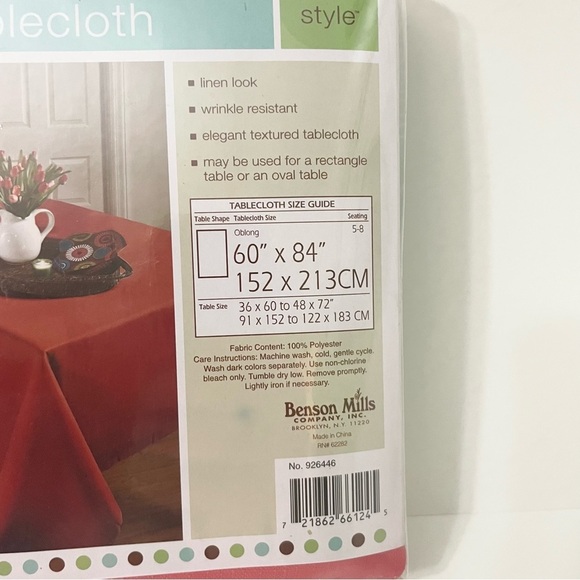 lecloth
style™
linen look
wrinkle resistant
elegant textured tablecloth
may be used for a rectangle
table or an oval table
TABLECLOTH SIZE GUIDE
Table Shape Tablecloth Size Seating
Oblong 5-8
60" x 84"
152 x 213CM
Table Size 36 x 60 to 48 x 72"
91 x 152 to 122 x 183 CM
Fabric Content: 100% Polyester
Care Instructions: Machine wash, cold, gentle cycle.
Wash dark colors separately. Use non-chlorine
bleach only. Tumble dry low. Remove promptly.
Lightly iron if necessary.
Benson Mills
COMPANY, INC.
BROOKLYN, N.Y. 11220
Made in China
RN# 62282
No. 926446
7 21862 66124 5